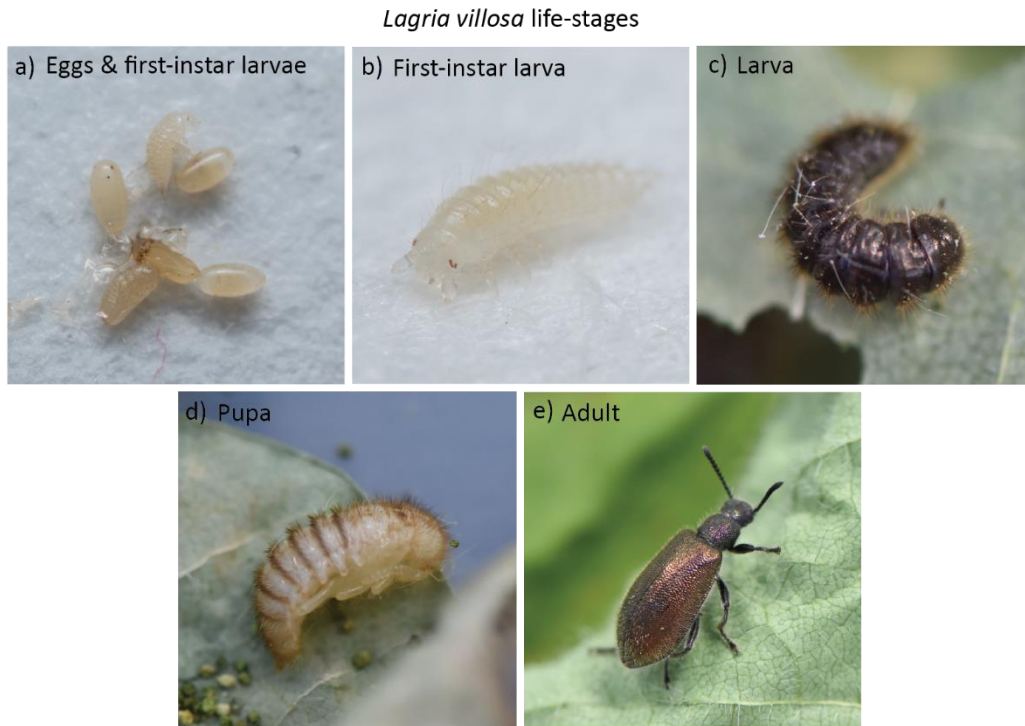 Lagria villosa life-stages
a) Eggs & first-instar larvae
b) First-instar larva
c) Larva
d) Pupa
e) Adult